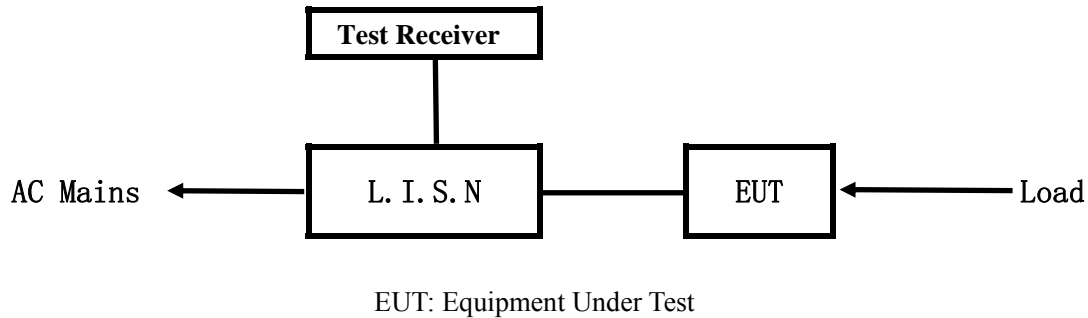 Test Receiver
AC Mains
L.I.S.N
EUT
Load
EUT: Equipment Under Test